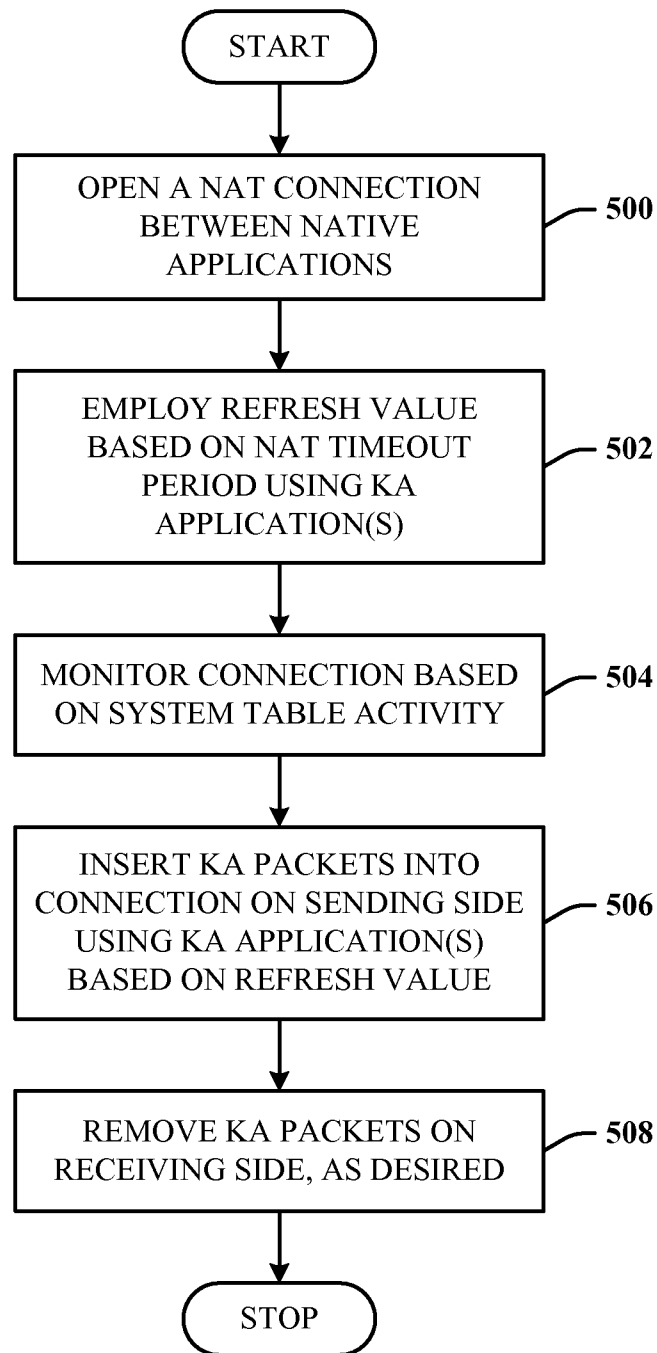 START
OPEN A NAT CONNECTION
BETWEEN NATIVE
APPLICATIONS
500
EMPLOY REFRESH VALUE
BASED ON NAT TIMEOUT
PERIOD USING KA
APPLICATION(S)
502
MONITOR CONNECTION BASED
ON SYSTEM TABLE ACTIVITY
504
INSERT KA PACKETS INTO
CONNECTION ON SENDING SIDE
USING KA APPLICATION(S)
BASED ON REFRESH VALUE
506
REMOVE KA PACKETS ON
RECEIVING SIDE, AS DESIRED
508
STOP